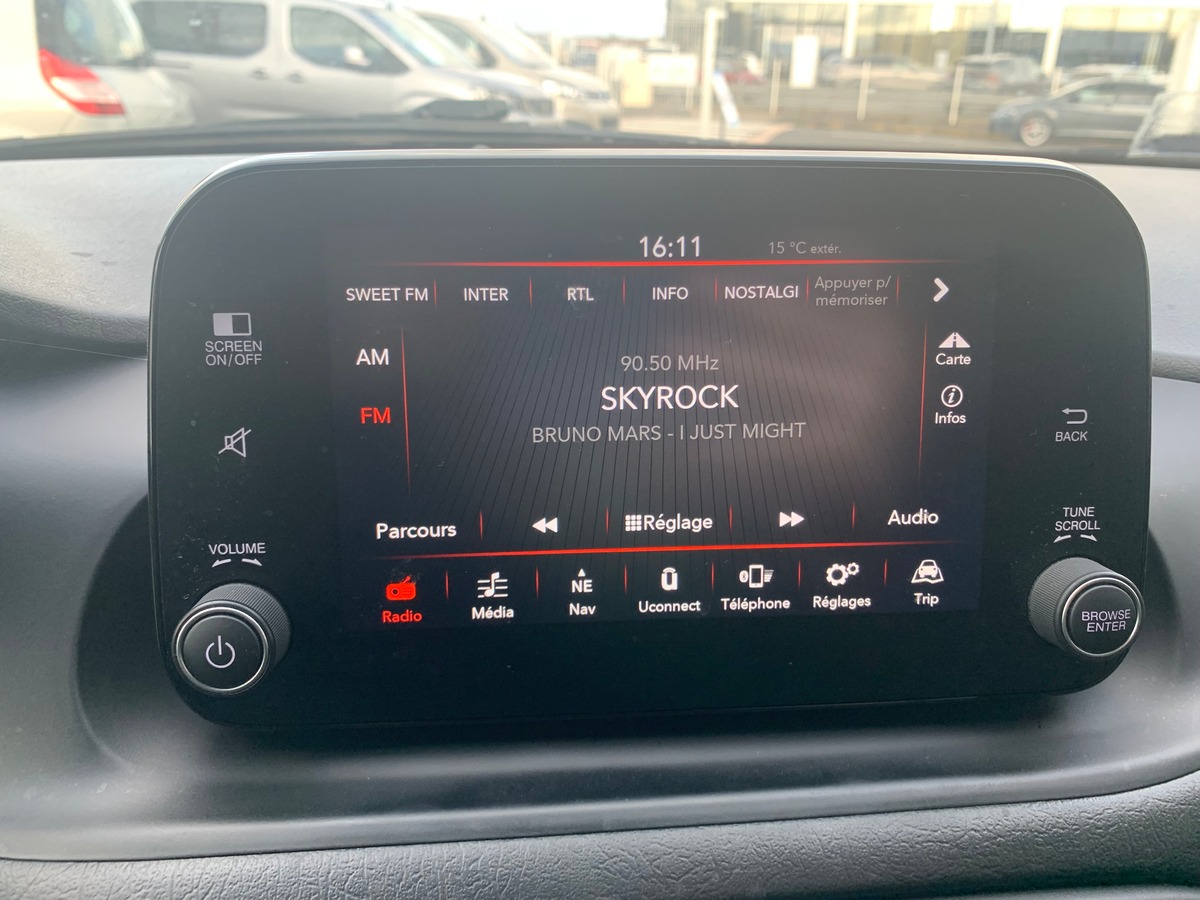 16:11 15 °C extér.
SWEET FM INTER RTL INFO NOSTALGI Appuyer p/
mémoriser
SCREEN
ON/OFF
AM
FM
90.50 MHz
SKYROCK
BRUNO MARS - I JUST MIGHT
Carte
Infos
BACK
Parcours Réglage Audio
VOLUME
TUNE
SCROLL
Radio Média NE
Nav Uconnect Téléphone Réglages Trip
BROWSE
ENTER